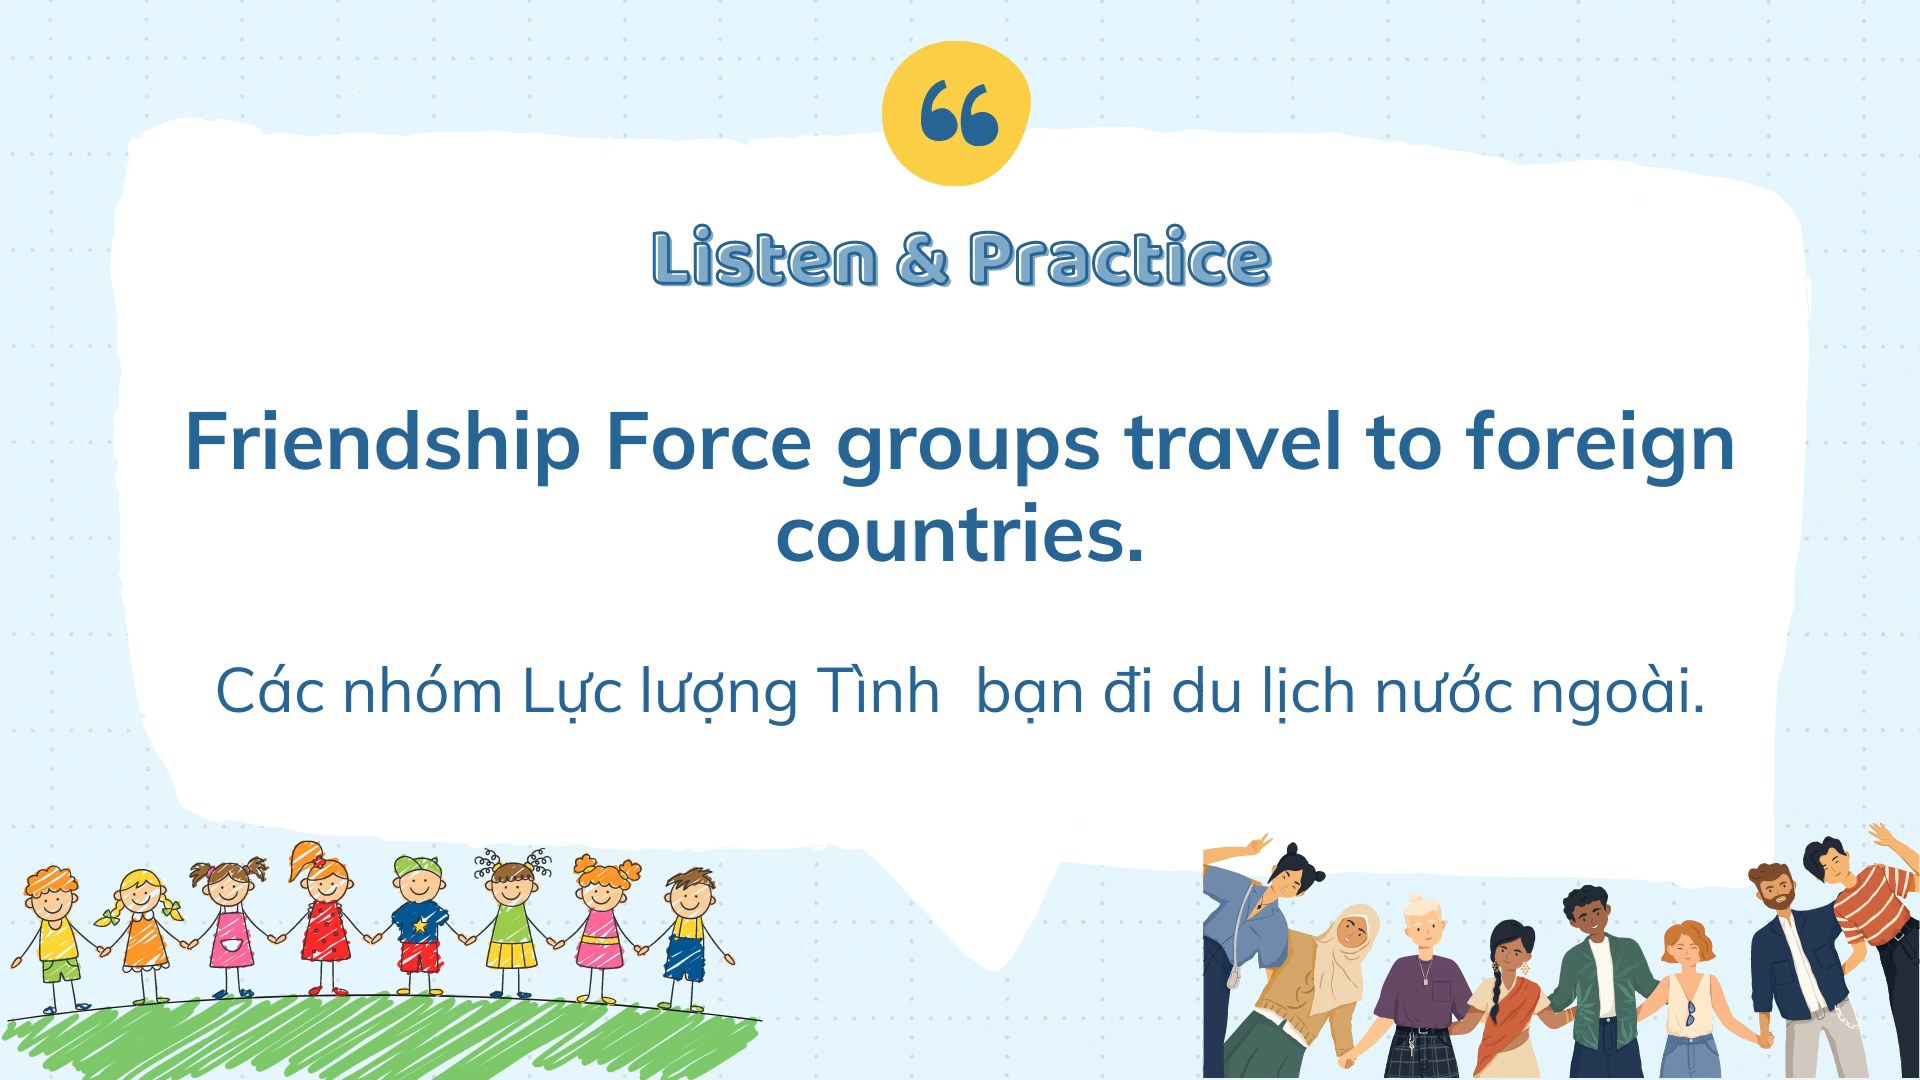 Listen & Practice
Friendship Force groups travel to foreign
countries.
Các nhóm Lực lượng Tình  bạn đi du lịch nước ngoài.